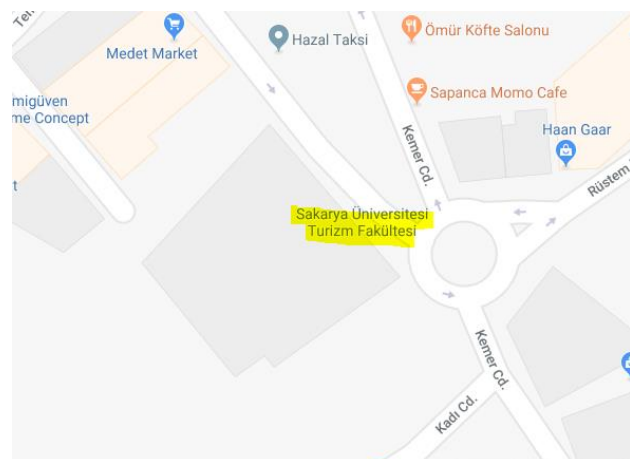 Hazal Taksi
Ömür Köfte Salonu
Medet Market
Sapanca Momo Cafe
migüven
me Concept
Haan Gaar
Kemer Cd.
t
Rüstem
Sakarya Üniversitesi
Turizm Fakültesi
Kemer Cd.
Kadı Cd.